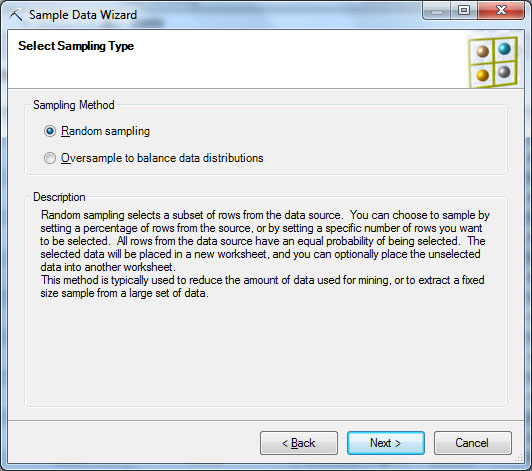 Sample Data Wizard
Select Sampling Type
Sampling Method
Random sampling
Oversample to balance data distributions
Description
Random sampling selects a subset of rows from the data source.  You can choose to sample by
setting a percentage of rows from the source, or by setting a specific number of rows you want
to be selected.  All rows from the data source have an equal probability of being selected.  The
selected data will be placed in a new worksheet, and you can optionally place the unselected
data into another worksheet.
This method is typically used to reduce the amount of data used for mining, or to extract a fixed
size sample from a large set of data.
< Back
Next >
Cancel